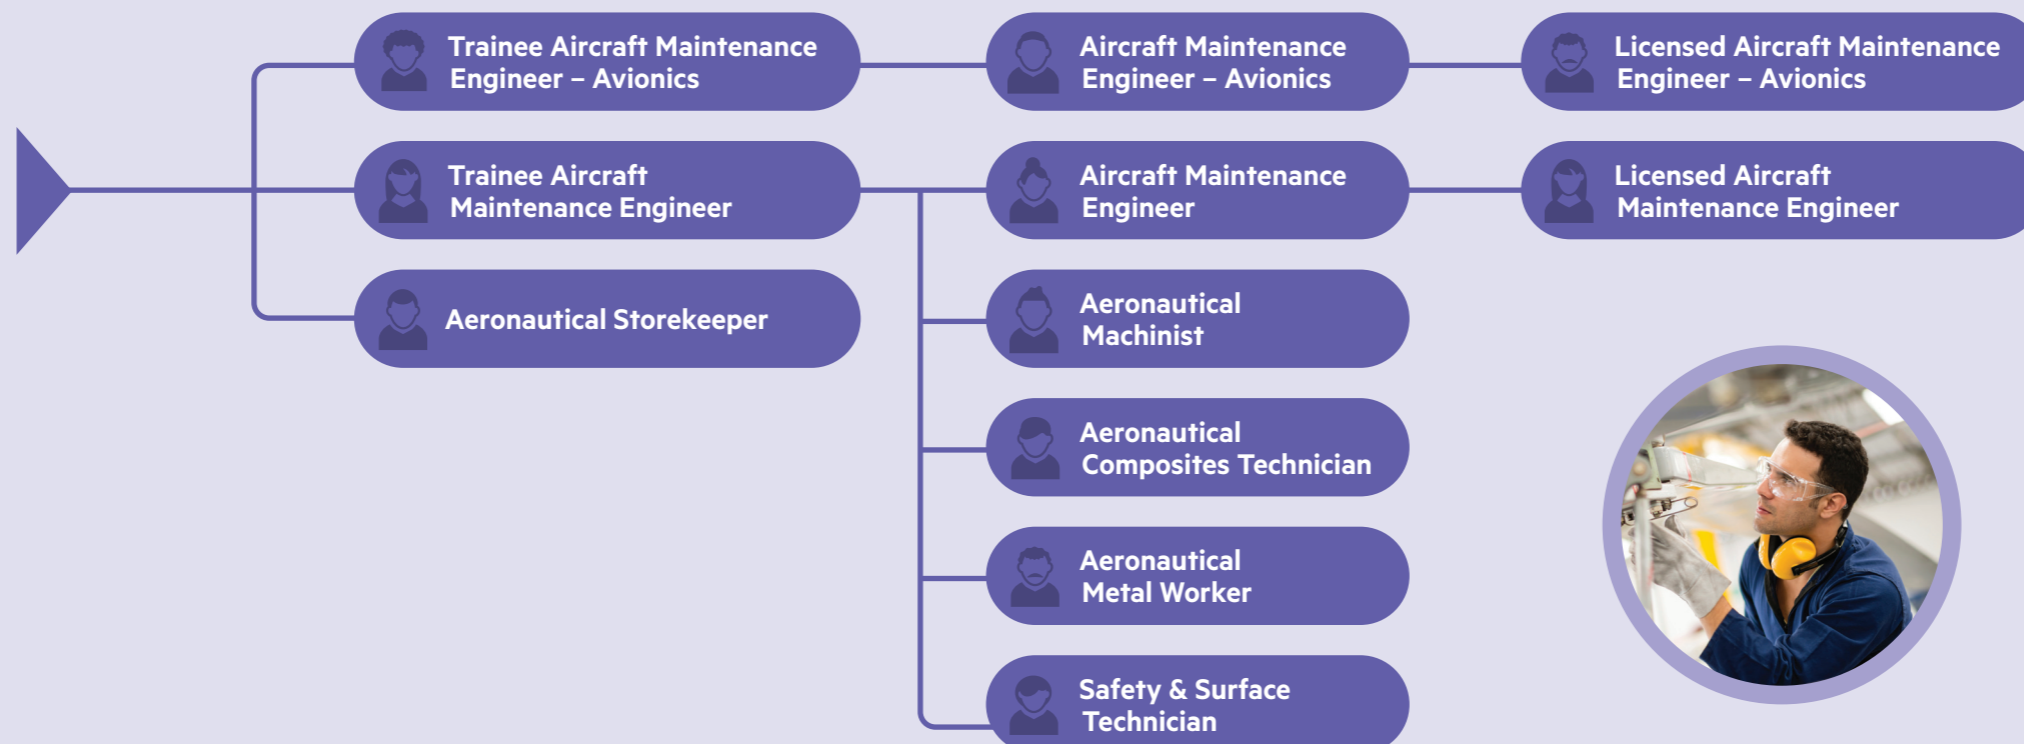 Trainee Aircraft Maintenance
Engineer – Avionics
Aircraft Maintenance
Engineer – Avionics
Licensed Aircraft Maintenance
Engineer – Avionics
Trainee Aircraft
Maintenance Engineer
Aircraft Maintenance
Engineer
Licensed Aircraft
Maintenance Engineer
Aeronautical Storekeeper
Aeronautical
Machinist
Aeronautical
Composites Technician
Aeronautical
Metal Worker
Safety & Surface
Technician